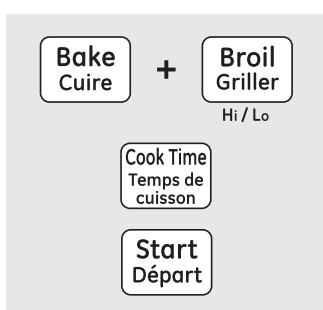 Bake + Broil
Cuire Griller
Hi / Lo
Cook Time
Temps de
cuisson
Start
Départ